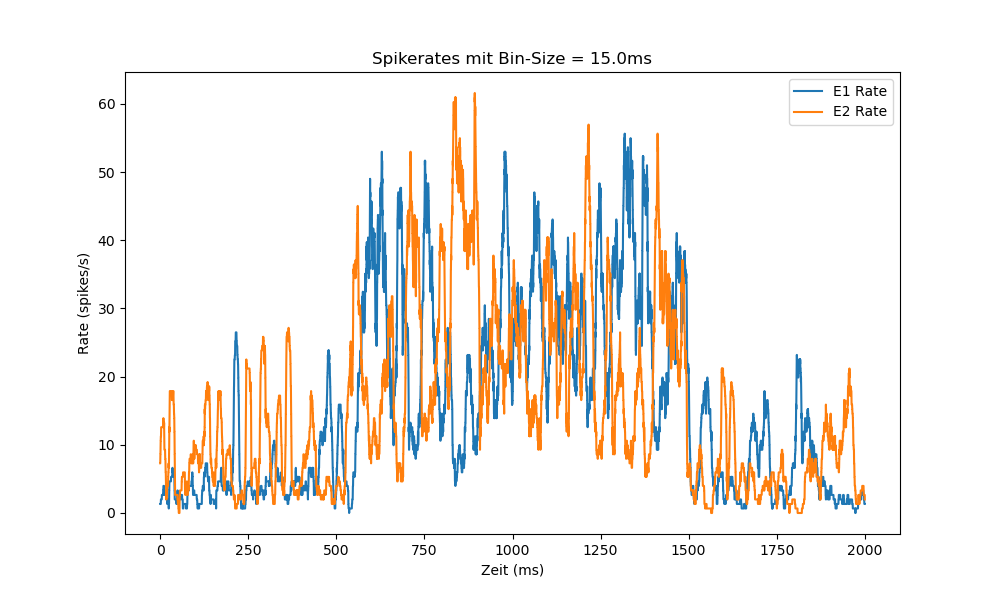 Spikerates mit Bin-Size = 15.0ms
E1 Rate
E2 Rate
60
50
40
30
20
10
0
Rate (spikes/s)
0 250 500 750 1000 1250 1500 1750 2000
Zeit (ms)